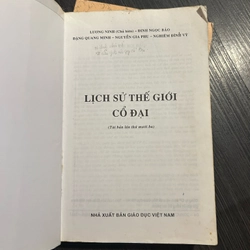 LƯƠNG NINH (Chủ biên) – ĐINH NGỌC BẢO
ĐẶNG QUANG MINH – NGUYỄN GIA PHU – NGHIÊM ĐÌNH VỲ
LỊCH SỬ THẾ GIỚI
CỔ ĐẠI
(Tái bản lần thứ mười ba)
NHÀ XUẤT BẢN GIÁO DỤC VIỆT NAM